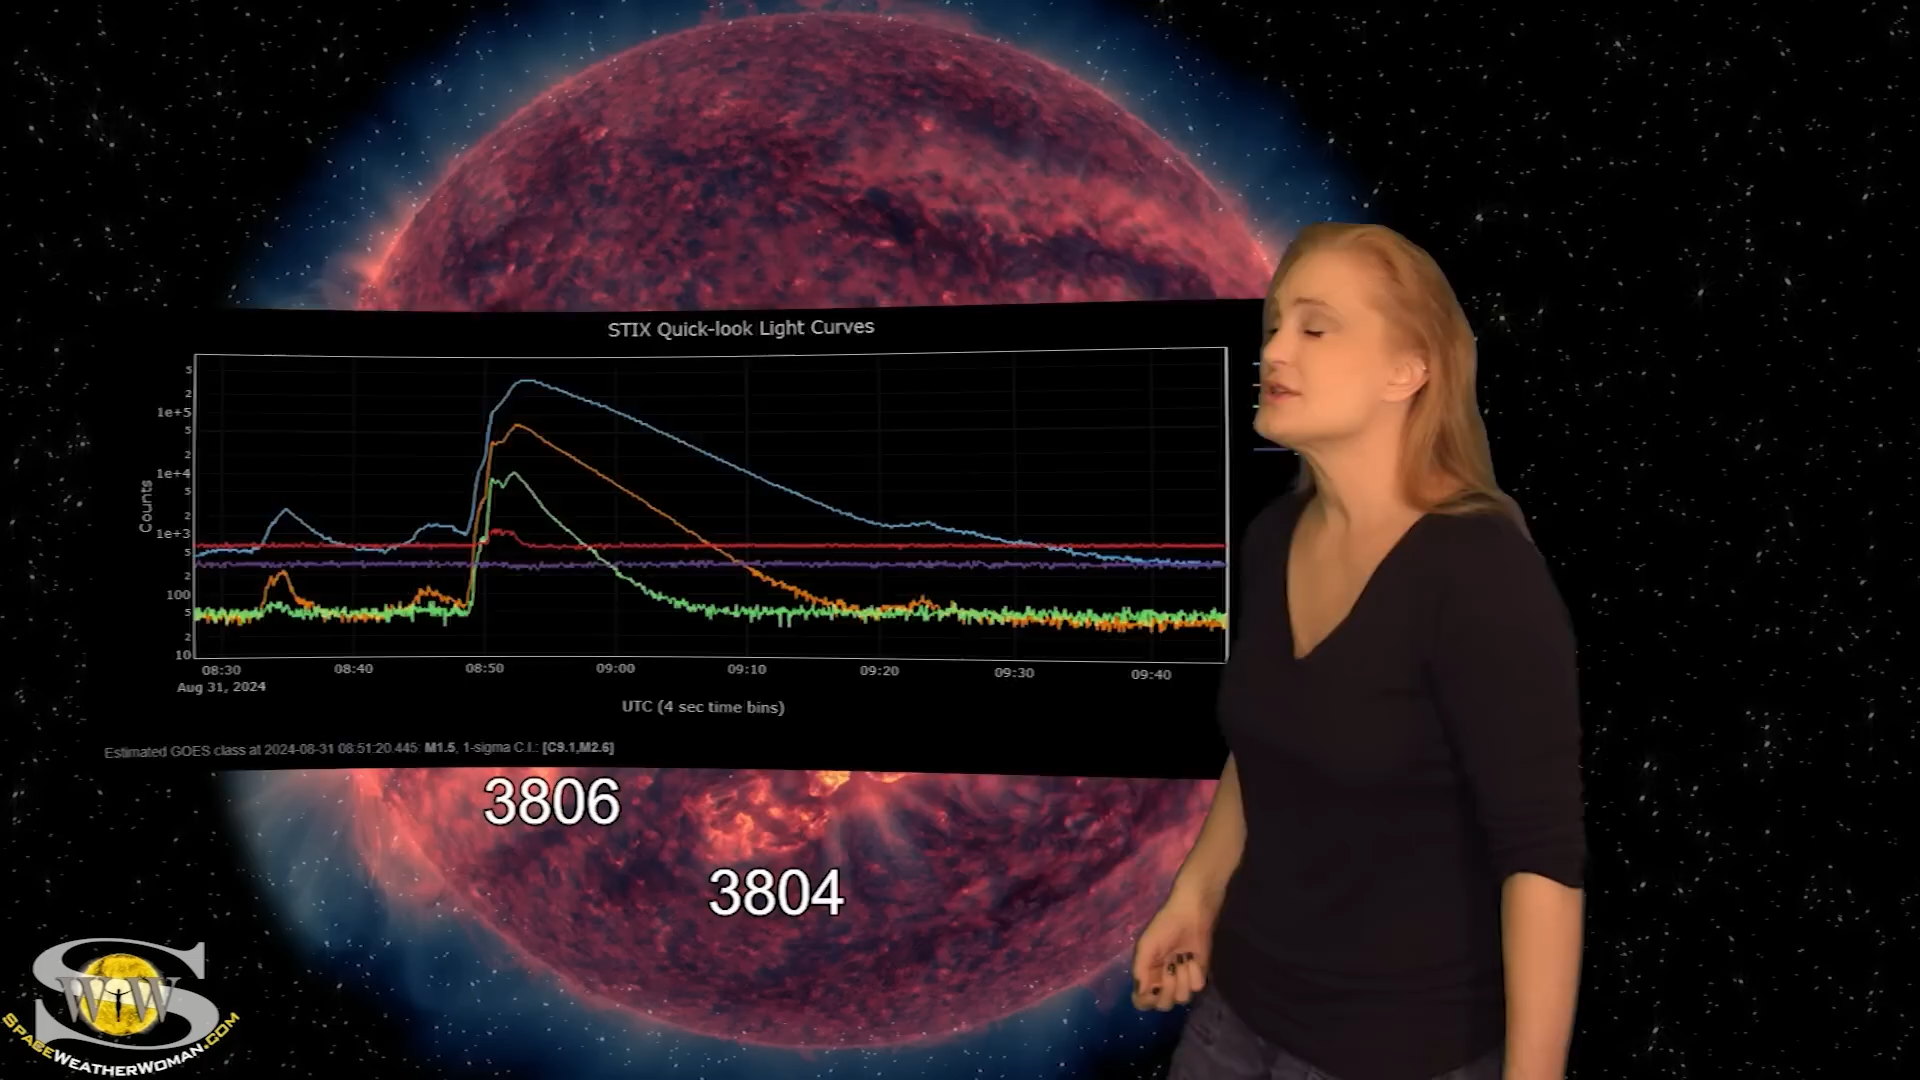 STIX Quick-look Light Curves
5
2
1e+5
5
2
1e+4
5
2
1e+3
5
2
100
5
2
10
Counts
08:30 08:40 08:50 09:00 09:10 09:20 09:30 09:40
Aug 31, 2024
UTC (4 sec time bins)
Estimated GOES class at 2024-08-31 08:51:20.445: M1.5, 1-sigma C.I.: [C9.1,M2.6]
3806
3804
SWW
SPACEWEATHERWOMAN.COM